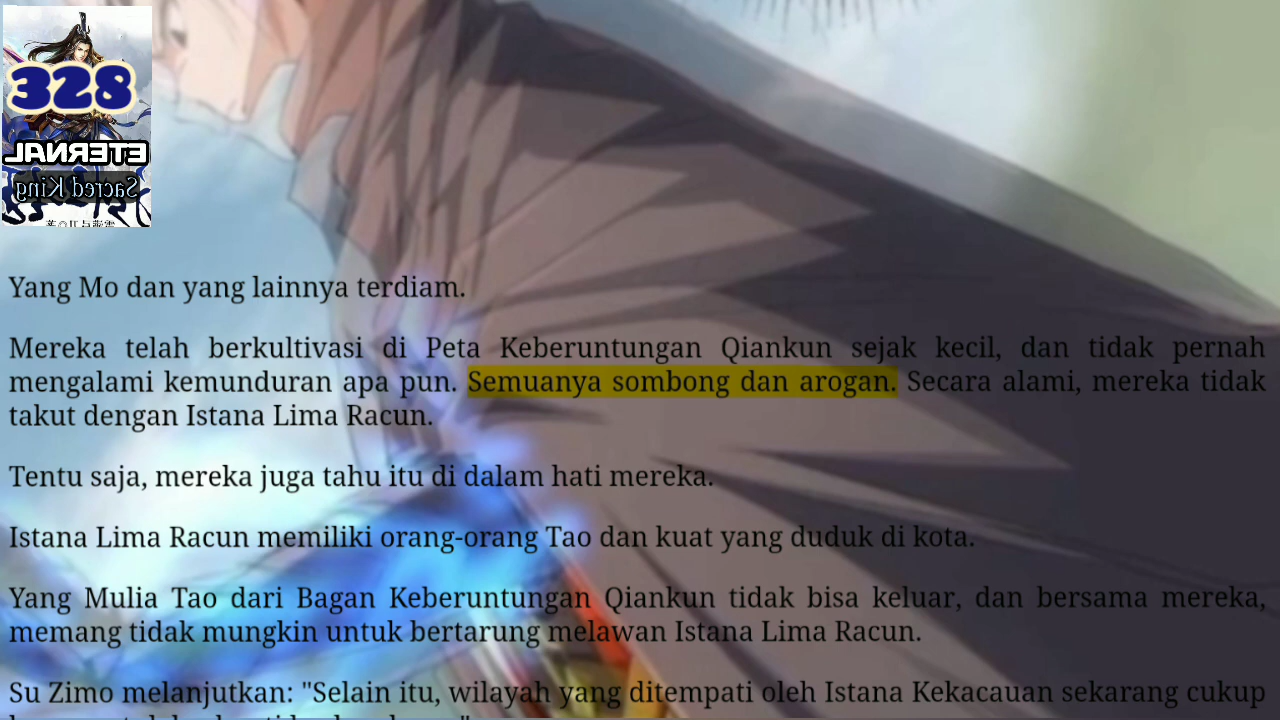 328
ETERNAL
Sacred King
Yang Mo dan yang lainnya terdiam.
Mereka telah berkultivasi di Peta Keberuntungan Qiankun sejak kecil, dan tidak pernah
mengalami kemunduran apa pun. Semuanya sombong dan arogan. Secara alami, mereka tidak
takut dengan Istana Lima Racun.
Tentu saja, mereka juga tahu itu di dalam hati mereka.
Istana Lima Racun memiliki orang-orang Tao dan kuat yang duduk di kota.
Yang Mulia Tao dari Bagan Keberuntungan Qiankun tidak bisa keluar, dan bersama mereka,
memang tidak mungkin untuk bertarung melawan Istana Lima Racun.
Su Zimo melanjutkan: "Selain itu, wilayah yang ditempati oleh Istana Kekacauan sekarang cukup